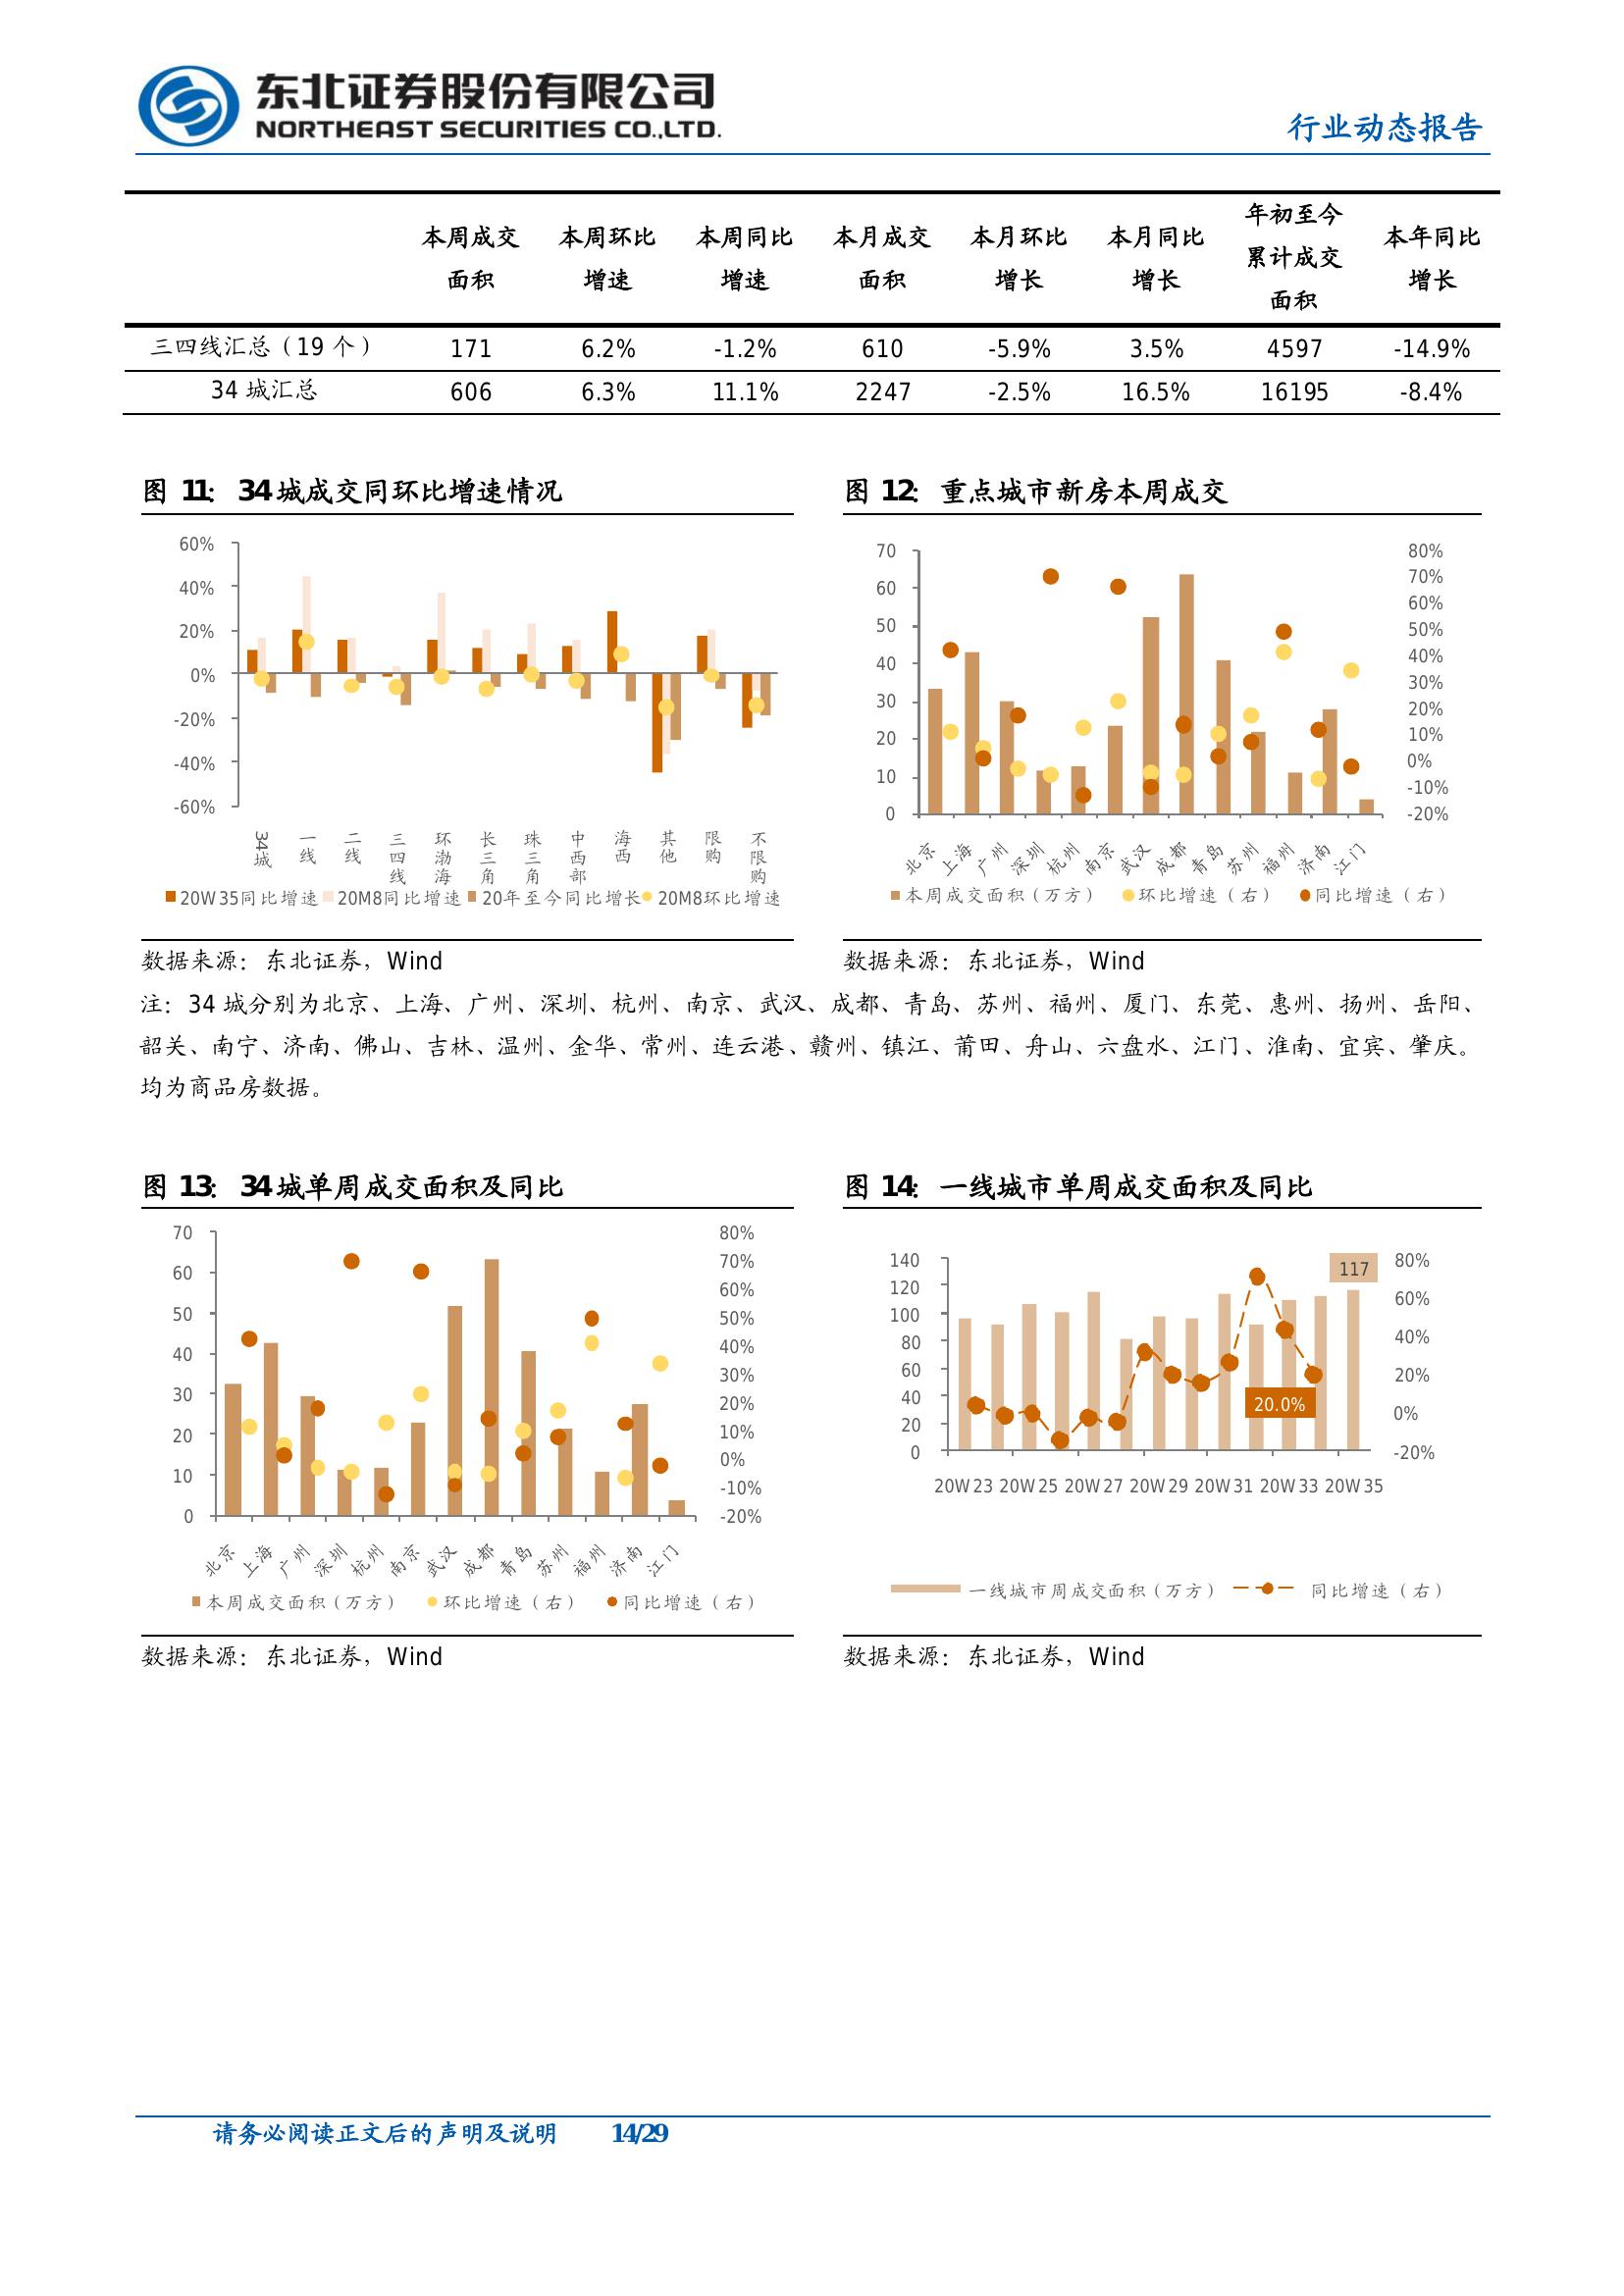 东北证券股份有限公司
NORTHEAST SECURITIES CO.,LTD.
行业动态报告
本周成交面积 本周环比增速 本周同比增速 本月成交面积 本月环比增长 本月同比增长 年初至今累计成交面积 本年同比增长
三四线汇总（19 个） 171 6.2% -1.2% 610 -5.9% 3.5% 4597 -14.9%
34 城汇总 606 6.3% 11.1% 2247 -2.5% 16.5% 16195 -8.4%
图 11： 34 城成交同环比增速情况
60%
40%
20%
0%
-20%
-40%
-60%
34城 一线 二线 三四线 环渤海 长三角 珠三角 中西部 海西 其他 限购 不限购
20W35同比增速 20M8同比增速 20年至今同比增长 20M8环比增速
数据来源：东北证券，Wind
图 12： 重点城市新房本周成交
70
60
50
40
30
20
10
0
80%
70%
60%
50%
40%
30%
20%
10%
0%
-10%
-20%
北京 上海 广州 深圳 杭州 南京 武汉 成都 青岛 苏州 福州 济南 江门
本周成交面积（万方） 环比增速（右） 同比增速（右）
数据来源：东北证券，Wind
注：34 城分别为北京、上海、广州、深圳、杭州、南京、武汉、成都、青岛、苏州、福州、厦门、东莞、惠州、扬州、岳阳、
韶关、南宁、济南、佛山、吉林、温州、金华、常州、连云港、赣州、镇江、莆田、舟山、六盘水、江门、淮南、宜宾、肇庆。
均为商品房数据。
图 13： 34 城单周成交面积及同比
70
60
50
40
30
20
10
0
80%
70%
60%
50%
40%
30%
20%
10%
0%
-10%
-20%
北京 上海 广州 深圳 杭州 南京 武汉 成都 青岛 苏州 福州 济南 江门
本周成交面积（万方） 环比增速（右） 同比增速（右）
数据来源：东北证券，Wind
图 14： 一线城市单周成交面积及同比
140
120
100
80
60
40
20
0
117
20.0%
80%
60%
40%
20%
0%
-20%
20W23 20W25 20W27 20W29 20W31 20W33 20W35
一线城市周成交面积（万方） 同比增速（右）
数据来源：东北证券，Wind
请务必阅读正文后的声明及说明 14/29